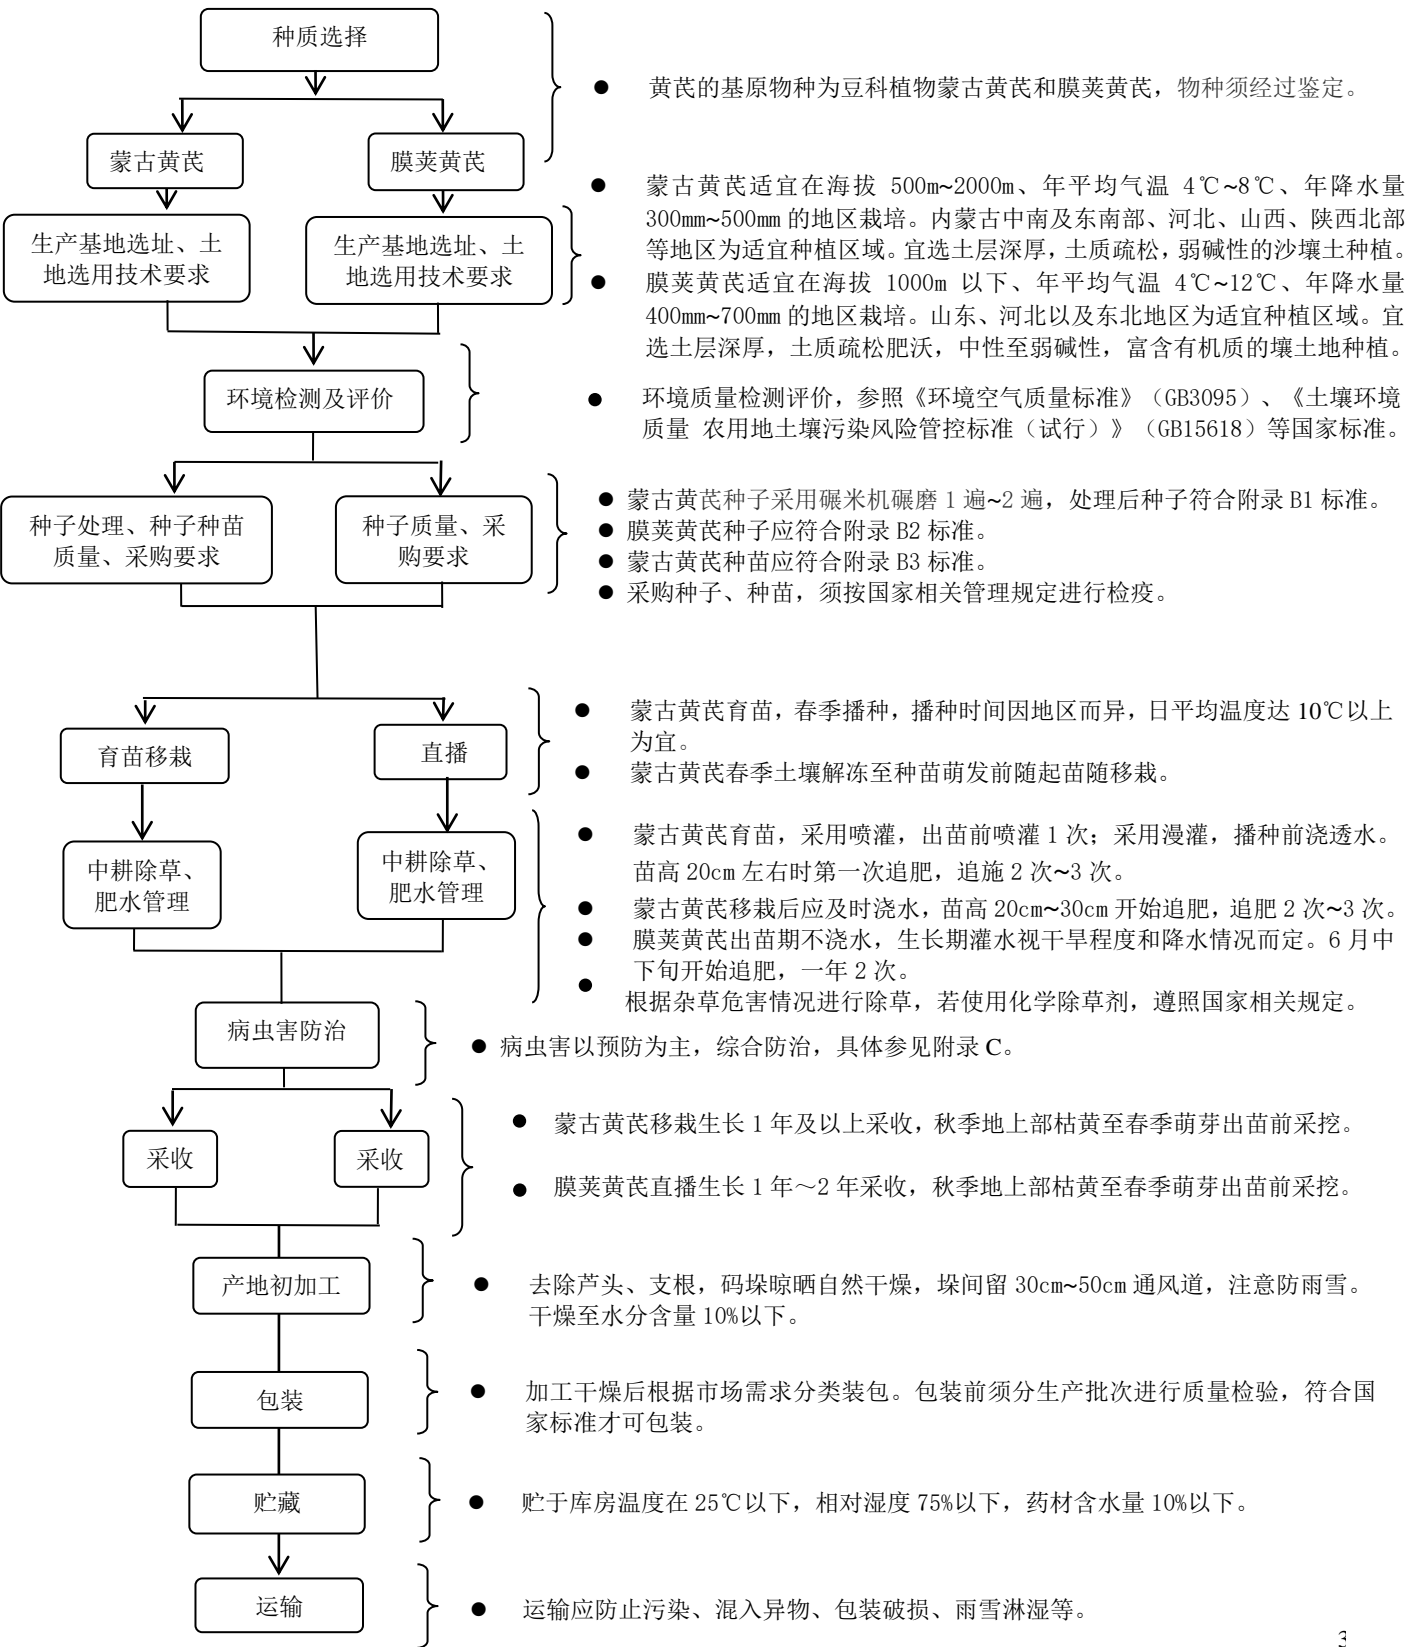 种质选择
● 黄芪的基原物种为豆科植物蒙古黄芪和膜荚黄芪，物种须经过鉴定。
蒙古黄芪
膜荚黄芪
生产基地选址、土
地选用技术要求
生产基地选址、土
地选用技术要求
● 蒙古黄芪适宜在海拔 500m~2000m、年平均气温 4℃~8℃、年降水量
300mm~500mm 的地区栽培。内蒙古中南及东南部、河北、山西、陕西北部
等地区为适宜种植区域。宜选土层深厚，土质疏松，弱碱性的沙壤土种植。
● 膜荚黄芪适宜在海拔 1000m 以下、年平均气温 4℃~12℃、年降水量
400mm~700mm 的地区栽培。山东、河北以及东北地区为适宜种植区域。宜
选土层深厚，土质疏松肥沃，中性至弱碱性，富含有机质的壤土地种植。
环境检测及评价
● 环境质量检测评价，参照《环境空气质量标准》（GB3095）、《土壤环境
质量 农用地土壤污染风险管控标准（试行）》（GB15618）等国家标准。
种子处理、种子种苗
质量、采购要求
种子质量、采
购要求
● 蒙古黄芪种子采用碾米机碾磨 1 遍~2 遍，处理后种子符合附录 B1 标准。
● 膜荚黄芪种子应符合附录 B2 标准。
● 蒙古黄芪种苗应符合附录 B3 标准。
● 采购种子、种苗，须按国家相关管理规定进行检疫。
育苗移栽
直播
● 蒙古黄芪育苗，春季播种，播种时间因地区而异，日平均温度达 10℃以上
为宜。
● 蒙古黄芪春季土壤解冻至种苗萌发前随起苗随移栽。
中耕除草、
肥水管理
中耕除草、
肥水管理
● 蒙古黄芪育苗，采用喷灌，出苗前喷灌 1 次；采用漫灌，播种前浇透水。
苗高 20cm 左右时第一次追肥，追施 2 次~3 次。
● 蒙古黄芪移栽后应及时浇水，苗高 20cm~30cm 开始追肥，追肥 2 次~3 次。
● 膜荚黄芪出苗期不浇水，生长期灌水视干旱程度和降水情况而定。6 月中
下旬开始追肥，一年 2 次。
● 根据杂草危害情况进行除草，若使用化学除草剂，遵照国家相关规定。
病虫害防治
● 病虫害以预防为主，综合防治，具体参见附录 C。
采收
采收
● 蒙古黄芪移栽生长 1 年及以上采收，秋季地上部枯黄至春季萌芽出苗前采挖。
● 膜荚黄芪直播生长 1 年～2 年采收，秋季地上部枯黄至春季萌芽出苗前采挖。
产地初加工
● 去除芦头、支根，码垛晾晒自然干燥，垛间留 30cm~50cm 通风道，注意防雨雪。
干燥至水分含量 10%以下。
包装
● 加工干燥后根据市场需求分类装包。包装前须分生产批次进行质量检验，符合国
家标准才可包装。
贮藏
● 贮于库房温度在 25℃以下，相对湿度 75%以下，药材含水量 10%以下。
运输
● 运输应防止污染、混入异物、包装破损、雨雪淋湿等。